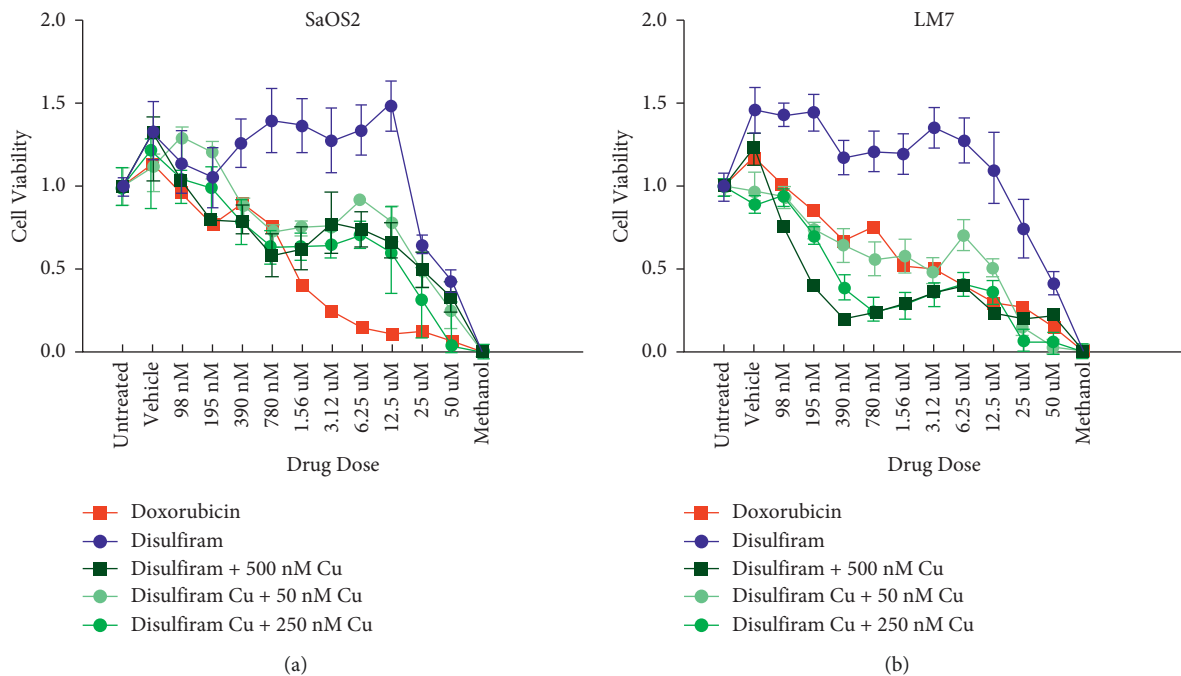 SaOS2
2.0
1.5
1.0
0.5
0.0
Cell Viability
Untreated
Vehicle
98 nM
195 nM
390 nM
780 nM
1.56 uM
3.12 uM
6.25 uM
12.5 uM
25 uM
50 uM
Methanol
Drug Dose
Doxorubicin
Disulfiram
Disulfiram + 500 nM Cu
Disulfiram Cu + 50 nM Cu
Disulfiram Cu + 250 nM Cu
(a)
LM7
2.0
1.5
1.0
0.5
0.0
Cell Viability
Untreated
Vehicle
98 nM
195 nM
390 nM
780 nM
1.56 uM
3.12 uM
6.25 uM
12.5 uM
25 uM
50 uM
Methanol
Drug Dose
Doxorubicin
Disulfiram
Disulfiram + 500 nM Cu
Disulfiram Cu + 50 nM Cu
Disulfiram Cu + 250 nM Cu
(b)